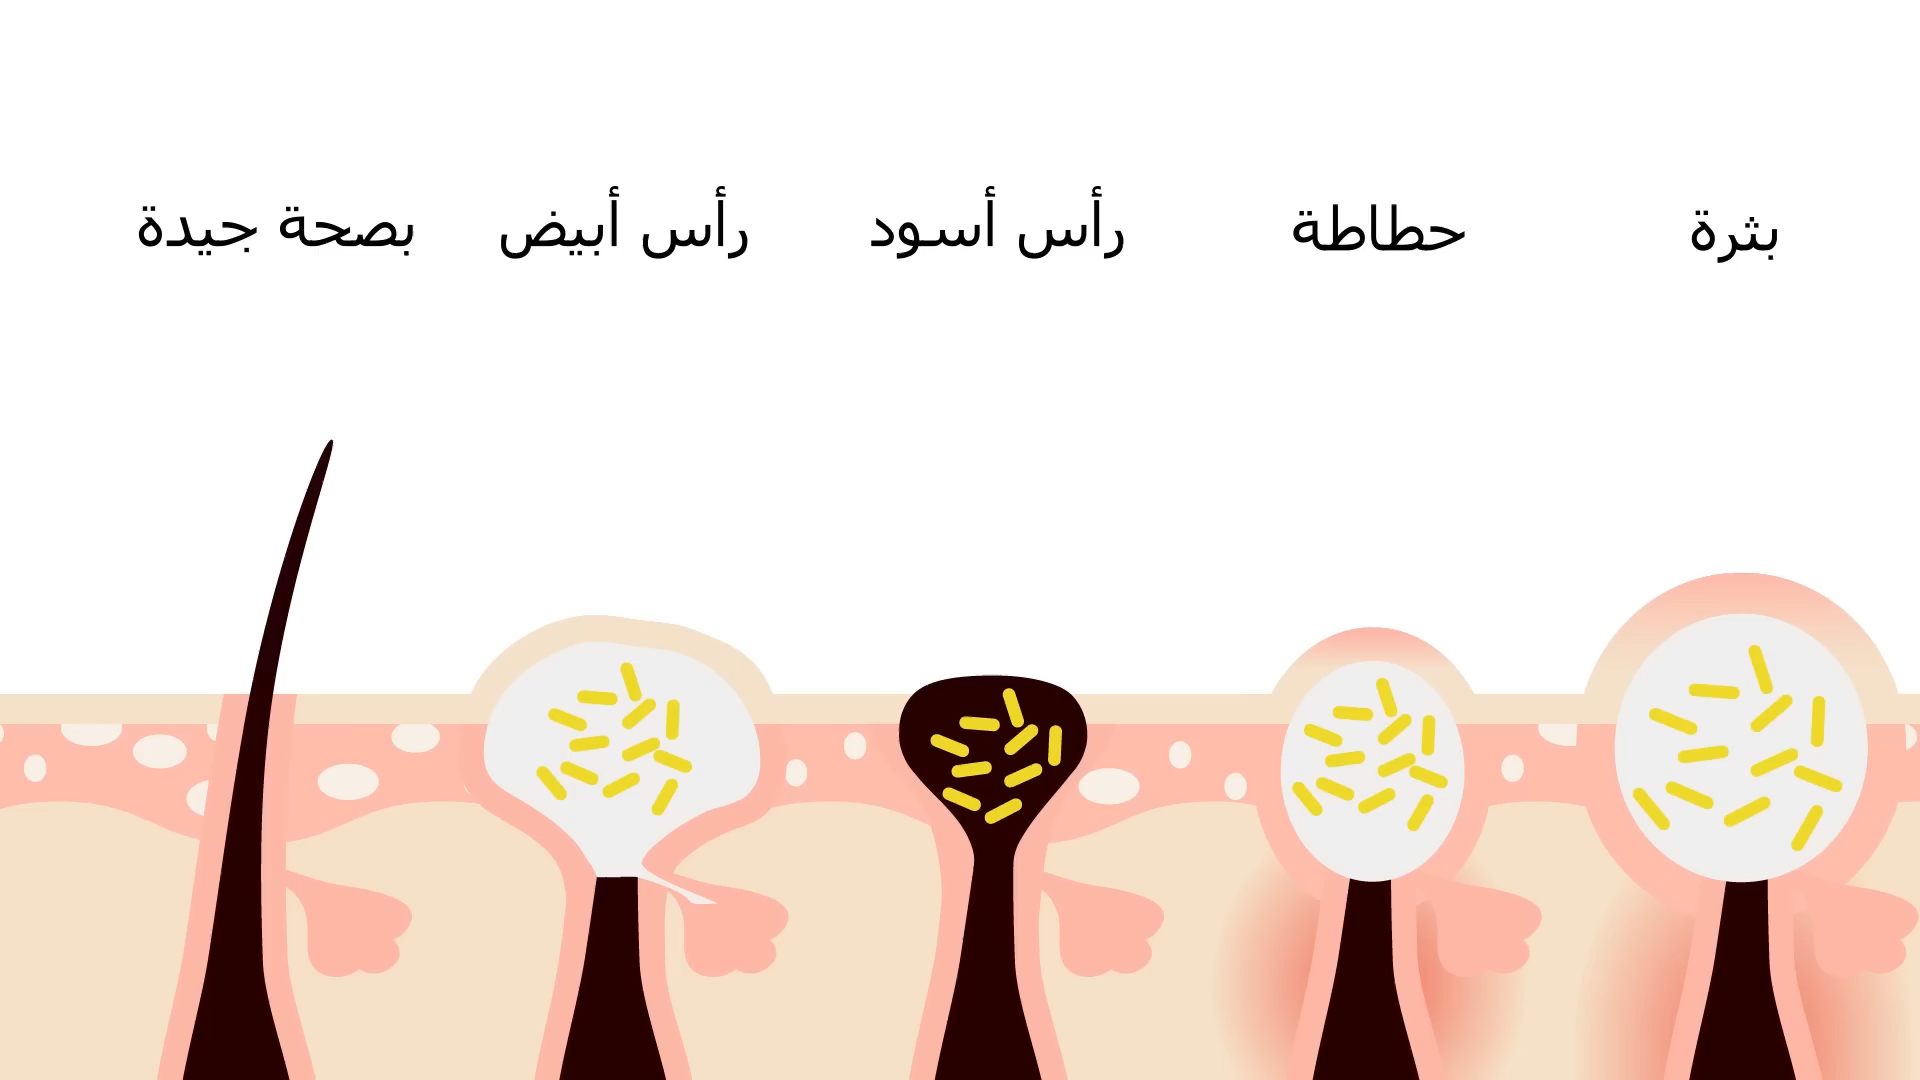 بصحة جيدة
رأس أبيض
رأس أسود
حطاطة
بثرة